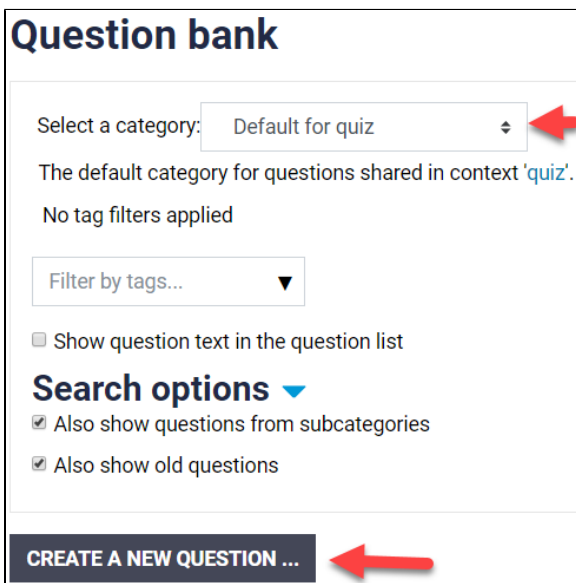 Question bank
Select a category: Default for quiz
The default category for questions shared in context 'quiz'.
No tag filters applied
Filter by tags...
Show question text in the question list
Search options
Also show questions from subcategories
Also show old questions
CREATE A NEW QUESTION ...